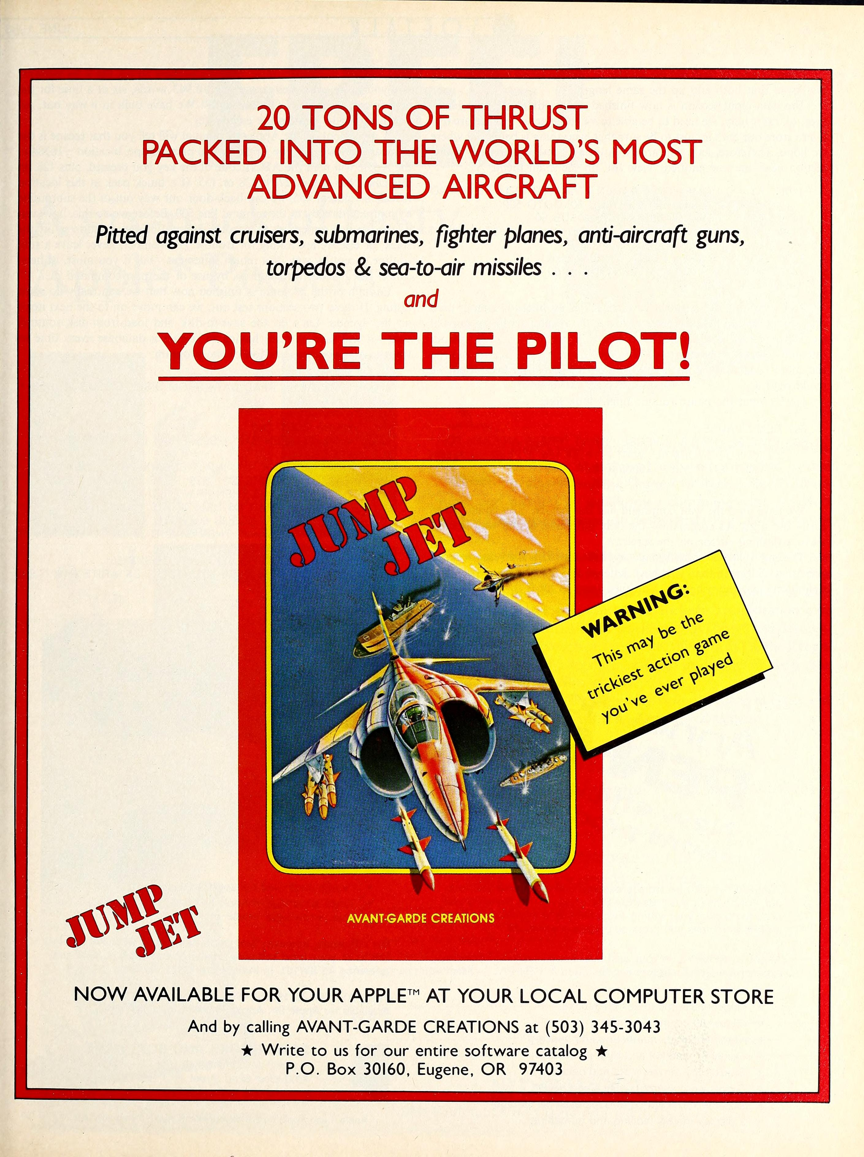 20 TONS OF THRUST
PACKED INTO THE WORLD'S MOST
ADVANCED AIRCRAFT
Pitted against cruisers, submarines, fighter planes, anti-aircraft guns,
torpedos & sea-to-air missiles . . .
and
YOU'RE THE PILOT!
JUMP
JET
WARNING:
This may be the
trickiest action game
you've ever played
AVANT-GARDE CREATIONS
JUMP
JET
NOW AVAILABLE FOR YOUR APPLE™ AT YOUR LOCAL COMPUTER STORE
And by calling AVANT-GARDE CREATIONS at (503) 345-3043
★ Write to us for our entire software catalog ★
P.O. Box 30160, Eugene, OR 97403